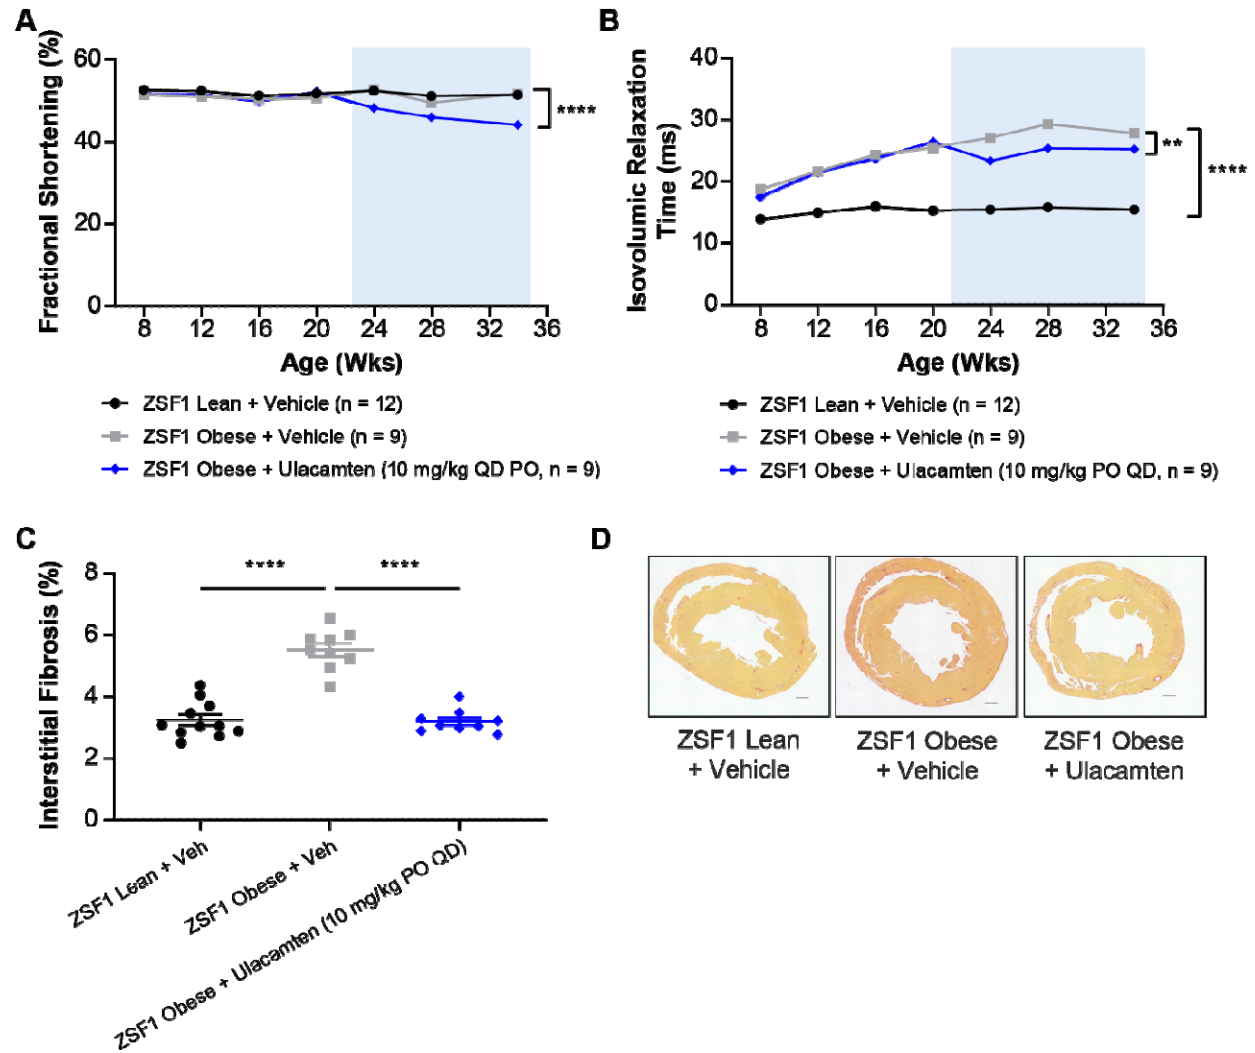 A
Fractional Shortening (%)
60
40
20
0
8 12 16 20 24 28 32 36
Age (Wks)
****
ZSF1 Lean + Vehicle (n = 12)
ZSF1 Obese + Vehicle (n = 9)
ZSF1 Obese + Ulacamten (10 mg/kg QD PO, n = 9)
B
Isovolumic Relaxation
Time (ms)
40
30
20
10
0
8 12 16 20 24 28 32 36
Age (Wks)
**
****
ZSF1 Lean + Vehicle (n = 12)
ZSF1 Obese + Vehicle (n = 9)
ZSF1 Obese + Ulacamten (10 mg/kg PO QD, n = 9)
C
Interstitial Fibrosis (%)
8
6
4
2
0
**** ****
ZSF1 Lean + Veh
ZSF1 Obese + Veh
ZSF1 Obese + Ulacamten (10 mg/kg PO QD)
D
ZSF1 Lean
+ Vehicle
ZSF1 Obese
+ Vehicle
ZSF1 Obese
+ Ulacamten